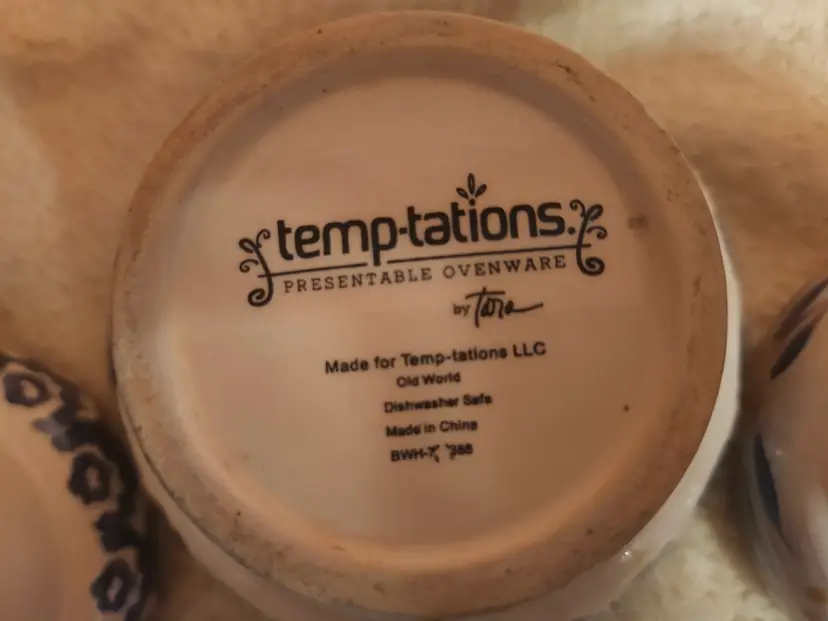 temp-tations.
PRESENTABLE OVENWARE
by Tara
Made for Temp-tations LLC
Old World
Dishwasher Safe
Made in China